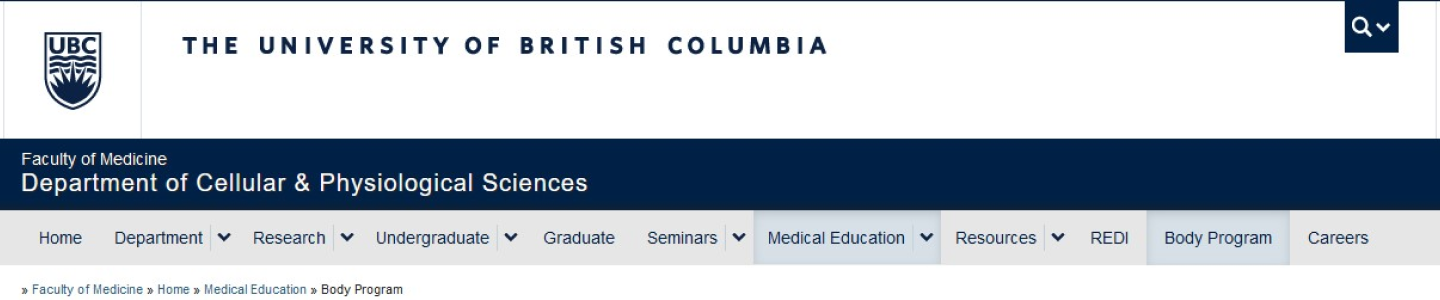 UBC
THE UNIVERSITY OF BRITISH COLUMBIA
Faculty of Medicine
Department of Cellular & Physiological Sciences
Home Department Research Undergraduate Graduate Seminars Medical Education Resources REDI Body Program Careers
» Faculty of Medicine » Home » Medical Education » Body Program